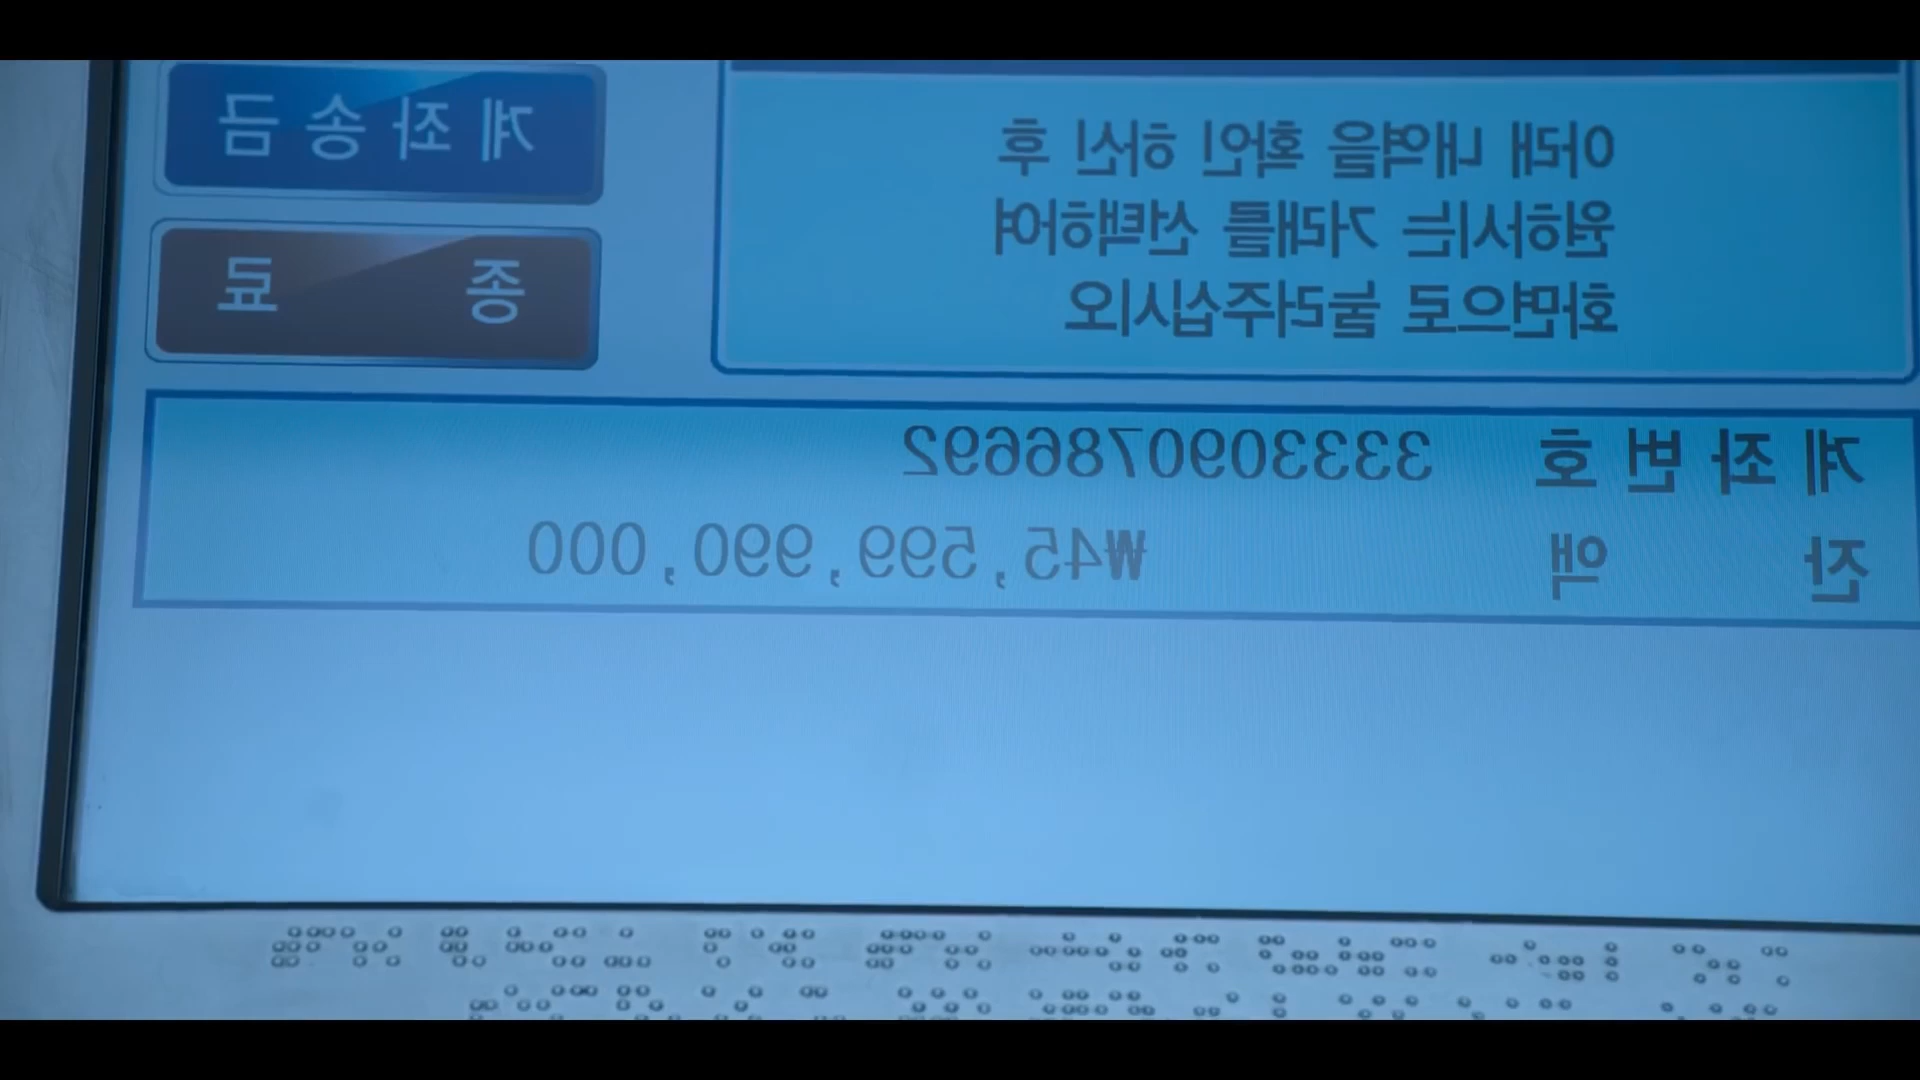 아래 내역을 확인 하신 후
원하시는 거래를 선택하여
화면으로 눌러주십시오
계좌송금
종 료
계좌번호 3333090786692
잔 액 ₩45,599,990,000